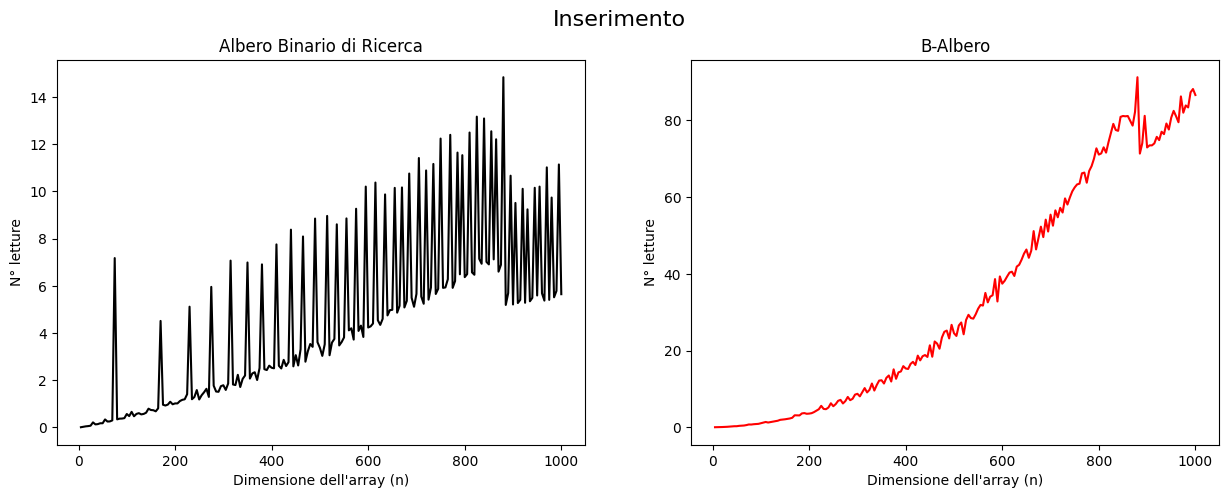 Inserimento
Albero Binario di Ricerca
14
12
10
8
6
4
2
0
N° letture
0 200 400 600 800 1000
Dimensione dell'array (n)
B-Albero
80
60
40
20
0
N° letture
0 200 400 600 800 1000
Dimensione dell'array (n)